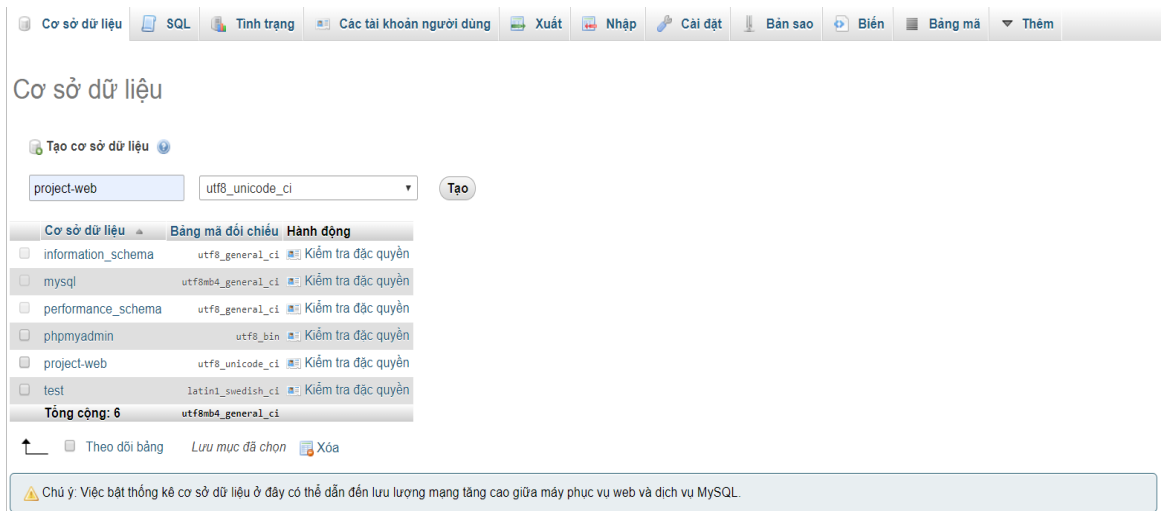 Cơ sở dữ liệu SQL Tình trạng Các tài khoản người dùng Xuất Nhập Cài đặt Bản sao Biến Bảng mã Thêm
Cơ sở dữ liệu
Tạo cơ sở dữ liệu
project-web utf8_unicode_ci Tạo
Cơ sở dữ liệu Bảng mã đối chiếu Hành động
information_schema utf8_general_ci Kiểm tra đặc quyền
mysql utf8mb4_general_ci Kiểm tra đặc quyền
performance_schema utf8_general_ci Kiểm tra đặc quyền
phpmyadmin utf8_bin Kiểm tra đặc quyền
project-web utf8_unicode_ci Kiểm tra đặc quyền
test latin1_swedish_ci Kiểm tra đặc quyền
Tổng cộng: 6 utf8mb4_general_ci
Theo dõi bảng Lưu mục đã chọn Xóa
Chú ý: Việc bật thống kê cơ sở dữ liệu ở đây có thể dẫn đến lưu lượng mạng tăng cao giữa máy phục vụ web và dịch vụ MySQL.